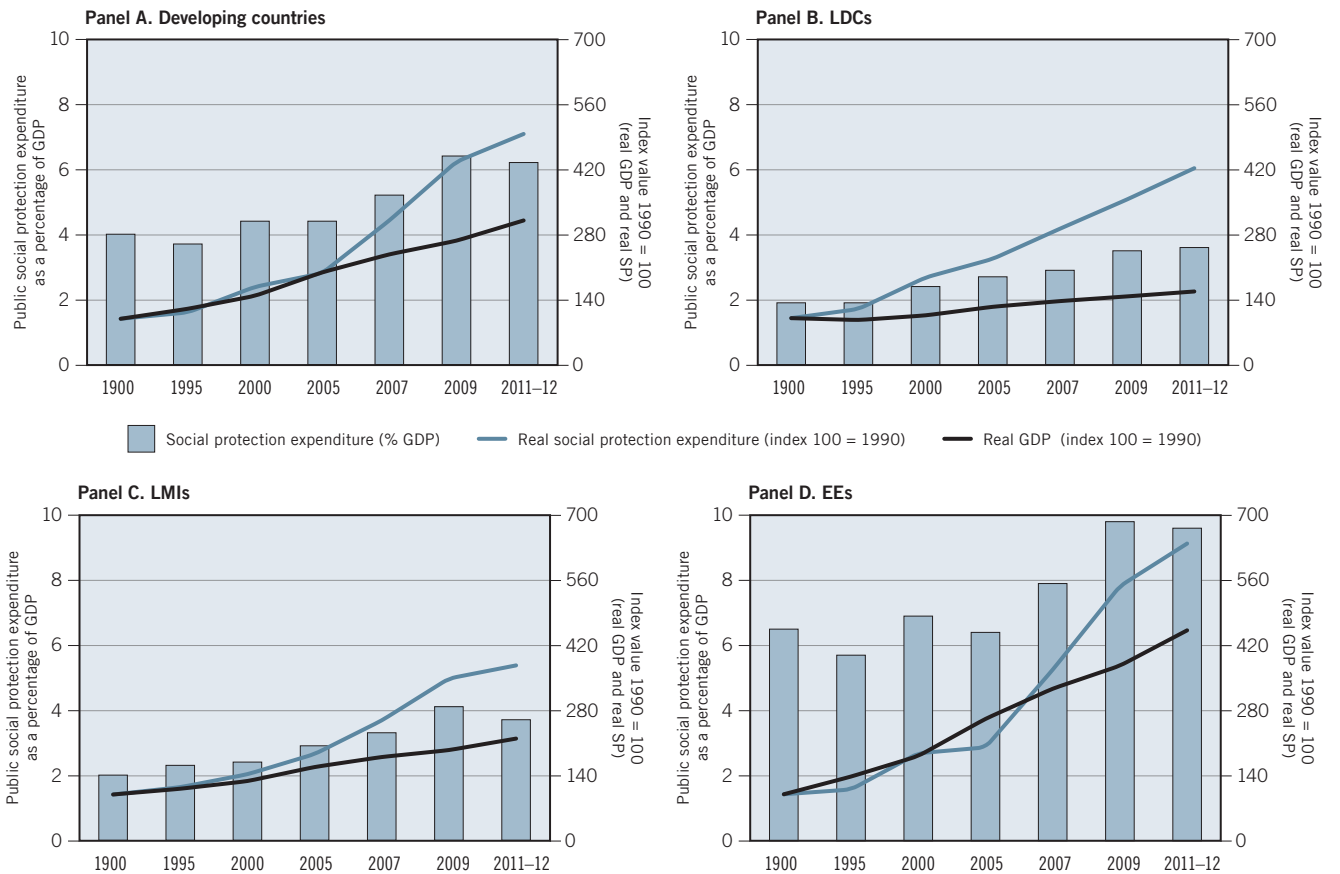 Panel A. Developing countries
Public social protection expenditure
as a percentage of GDP
10
8
6
4
2
0
700
560
420
280
140
0
Index value 1990 = 100
(real GDP and real SP)
1900 1995 2000 2005 2007 2009 2011–12
Panel B. LDCs
Public social protection expenditure
as a percentage of GDP
10
8
6
4
2
0
700
560
420
280
140
0
Index value 1990 = 100
(real GDP and real SP)
1900 1995 2000 2005 2007 2009 2011–12
Social protection expenditure (% GDP) Real social protection expenditure (index 100 = 1990) Real GDP (index 100 = 1990)
Panel C. LMIs
Public social protection expenditure
as a percentage of GDP
10
8
6
4
2
0
700
560
420
280
140
0
Index value 1990 = 100
(real GDP and real SP)
1900 1995 2000 2005 2007 2009 2011–12
Panel D. EEs
Public social protection expenditure
as a percentage of GDP
10
8
6
4
2
0
700
560
420
280
140
0
Index value 1990 = 100
(real GDP and real SP)
1900 1995 2000 2005 2007 2009 2011–12